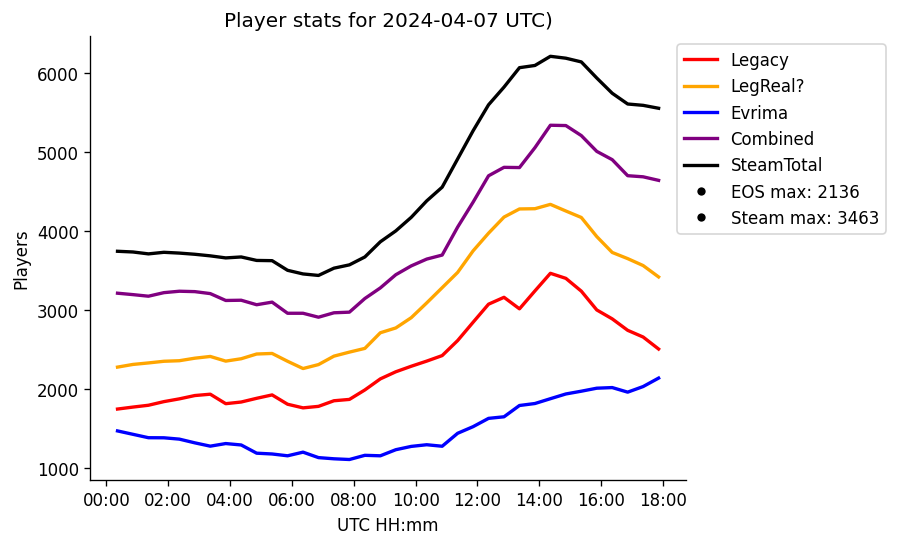 Player stats for 2024-04-07 UTC)
Legacy
LegReal?
Evrima
Combined
SteamTotal
EOS max: 2136
Steam max: 3463
Players
6000
5000
4000
3000
2000
1000
00:00 02:00 04:00 06:00 08:00 10:00 12:00 14:00 16:00 18:00
UTC HH:mm